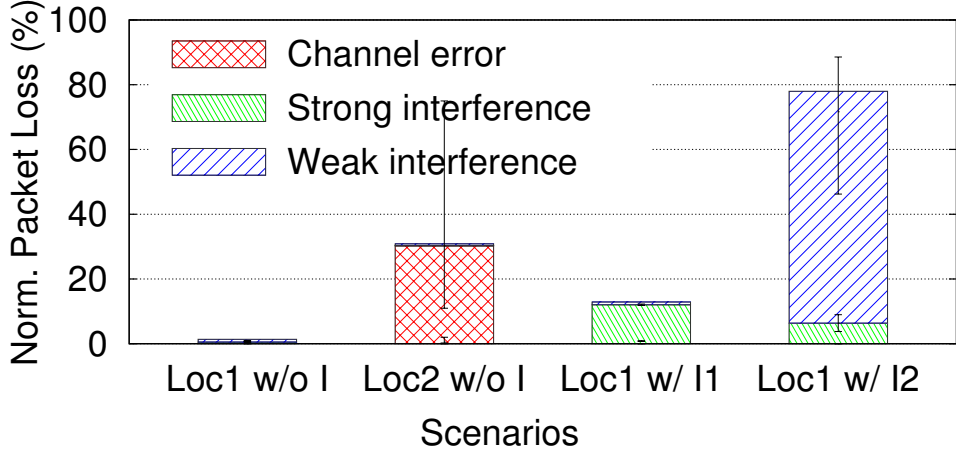 Norm. Packet Loss (%)
100
80
60
40
20
0
Channel error
Strong interference
Weak interference
Loc1 w/o I
Loc2 w/o I
Loc1 w/ I1
Loc1 w/ I2
Scenarios